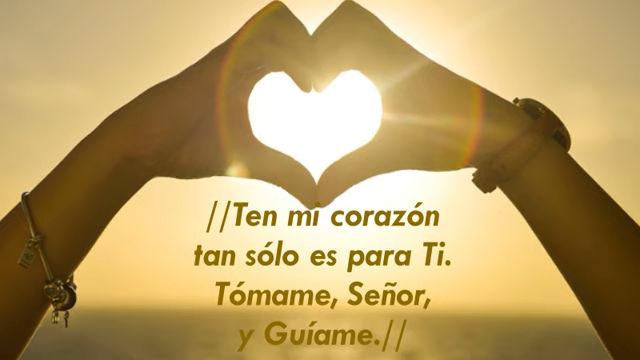 //Ten mi corazón
tan sólo es para Ti.
Tómame, Señor,
y Guíame.//